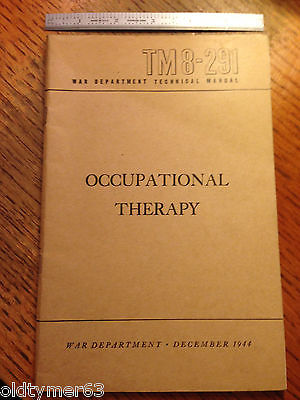 TM 8-291
WAR DEPARTMENT TECHNICAL MANUAL
OCCUPATIONAL
THERAPY
WAR DEPARTMENT • DECEMBER 1944
oldtymer63